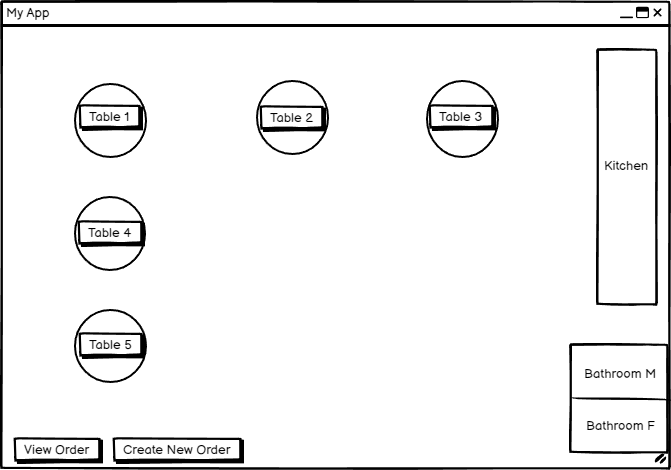 My App
Table 1
Table 2
Table 3
Kitchen
Table 4
Table 5
Bathroom M
Bathroom F
View Order
Create New Order